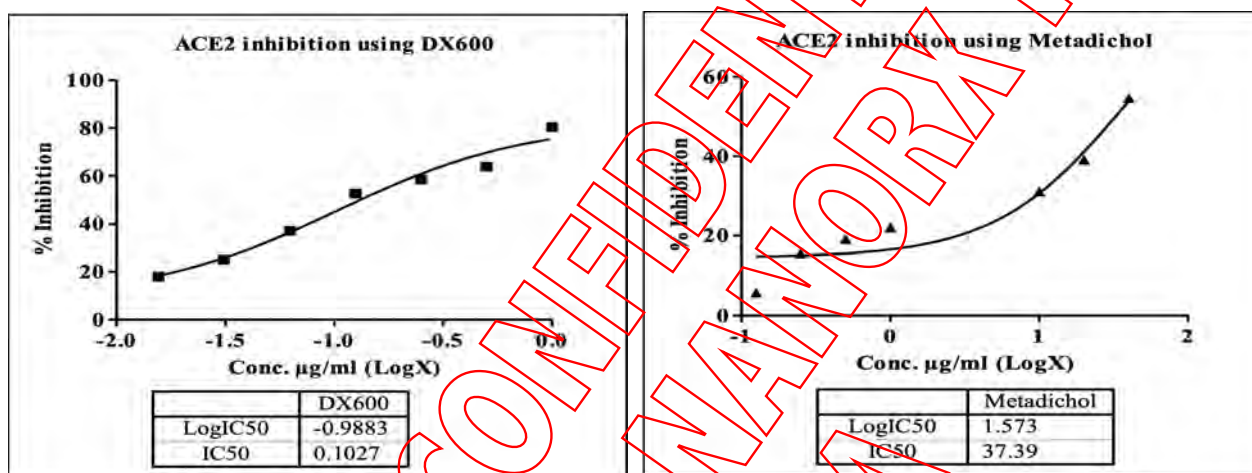 ACE2 inhibition using DX600
100
80
60
40
20
0
% Inhibition
-2.0 -1.5 -1.0 -0.5 0.0
Conc. µg/ml (LogX)
DX600
LogIC50 -0.9883
IC50 0.1027
ACE2 inhibition using Metadichol
60
40
20
0
% Inhibition
-1 0 1 2
Conc. µg/ml (LogX)
Metadichol
LogIC50 1.573
IC50 37.39
CONFIDEN
NANWORX